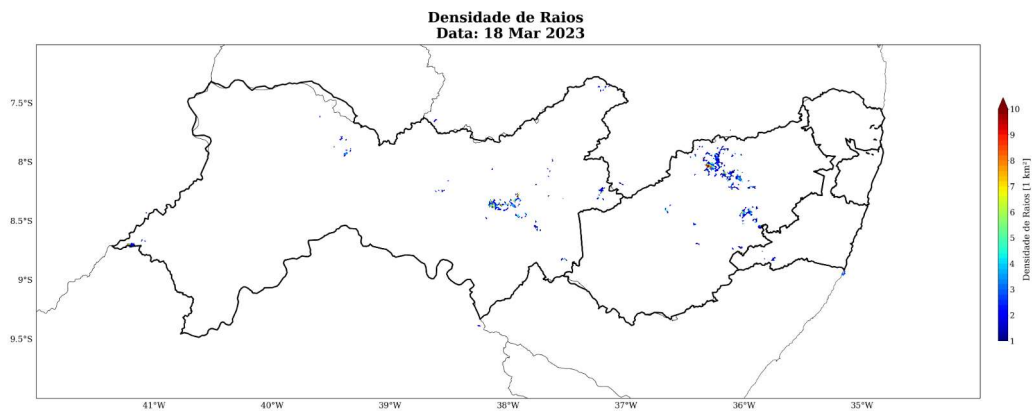 Densidade de Raios
Data: 18 Mar 2023
7.5°S
8°S
8.5°S
9°S
9.5°S
41°W
40°W
39°W
38°W
37°W
36°W
35°W
10
9
8
7
6
5
4
3
2
1
Densidade de Raios [1 km²]